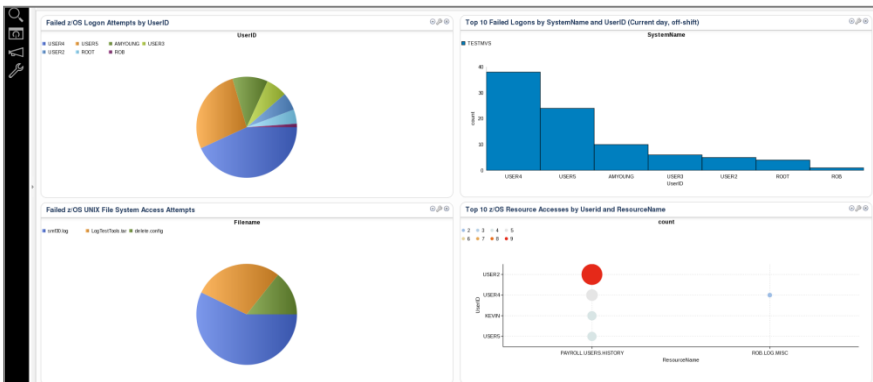 Failed z/OS Logon Attempts by UserID
UserID
USER4 USER5 AMYOUNG USER3
USER2 ROOT ROB
Top 10 Failed Logons by SystemName and UserID (Current day, off-shift)
SystemName
TESTMVS
40
30
20
10
0
count
USER4 USER5 AMYOUNG USER3 USER2 ROOT ROB
UserID
Failed z/OS UNIX File System Access Attempts
Filename
LogTestTools.tar
Top 10 z/OS Resource Accesses by Userid and ResourceName
count
2 3 4 5
6 7 8 9
USER2
USER4
KEVIN
USER5
UserID
PAYROLL.USERS.HISTORY ROB.LOG.MISC
ResourceName